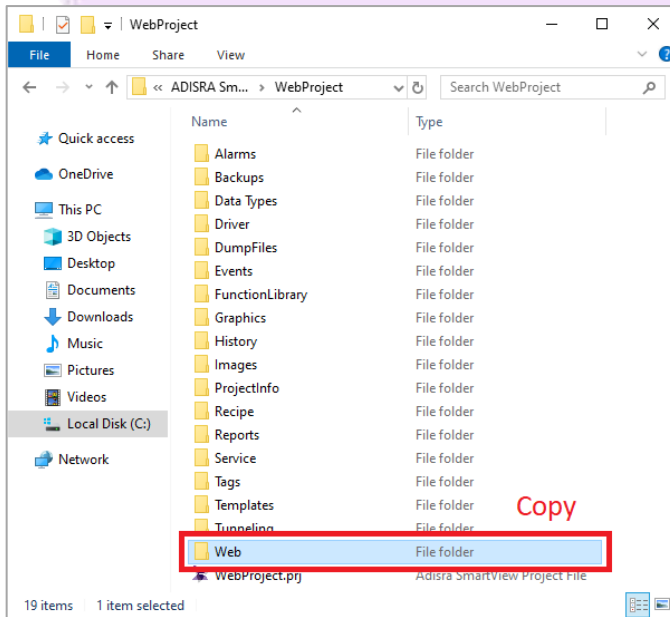 WebProject
File Home Share View
« ADISRA Sm... > WebProject Search WebProject
Name Type
Quick access
OneDrive
This PC
3D Objects
Desktop
Documents
Downloads
Music
Pictures
Videos
Local Disk (C:)
Network
Alarms File folder
Backups File folder
Data Types File folder
Driver File folder
DumpFiles File folder
Events File folder
FunctionLibrary File folder
Graphics File folder
History File folder
Images File folder
ProjectInfo File folder
Recipe File folder
Reports File folder
Service File folder
Tags File folder
Templates File folder
Copy
Tunneling File folder
Web File folder
WebProject.prj Adisra SmartView Project File
19 items 1 item selected